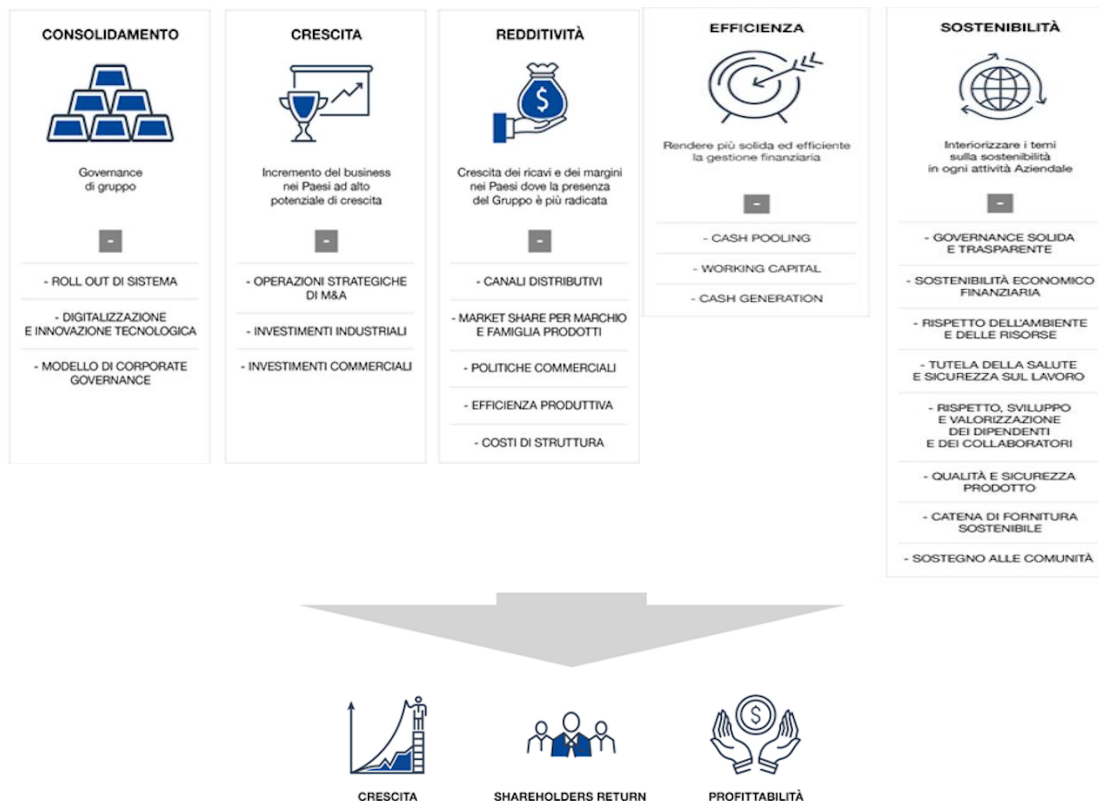 CONSOLIDAMENTO
Governance
di gruppo
-
- ROLL OUT DI SISTEMA
- DIGITALIZZAZIONE
E INNOVAZIONE TECNOLOGICA
- MODELLO DI CORPORATE
GOVERNANCE
CRESCITA
Incremento del business
nei Paesi ad alto
potenziale di crescita
-
- OPERAZIONI STRATEGICHE
DI M&A
- INVESTIMENTI INDUSTRIALI
- INVESTIMENTI COMMERCIALI
REDDITIVITÀ
$
Crescita dei ricavi e dei margini
nei Paesi dove la presenza
del Gruppo è più radicata
-
- CANALI DISTRIBUTIVI
- MARKET SHARE PER MARCHIO
E FAMIGLIA PRODOTTI
- POLITICHE COMMERCIALI
- EFFICIENZA PRODUTTIVA
- COSTI DI STRUTTURA
EFFICIENZA
Rendere più solida ed efficiente
la gestione finanziaria
-
- CASH POOLING
- WORKING CAPITAL
- CASH GENERATION
SOSTENIBILITÀ
Interiorizzare i temi
sulla sostenibilità
in ogni attività Aziendale
-
- GOVERNANCE SOLIDA
E TRASPARENTE
- SOSTENIBILITÀ ECONOMICO
FINANZIARIA
- RISPETTO DELL'AMBIENTE
E DELLE RISORSE
- TUTELA DELLA SALUTE
E SICUREZZA SUL LAVORO
- RISPETTO, SVILUPPO
E VALORIZZAZIONE
DEI DIPENDENTI
E DEI COLLABORATORI
- QUALITÀ E SICUREZZA
PRODOTTO
- CATENA DI FORNITURA
SOSTENIBILE
- SOSTEGNO ALLE COMUNITÀ
$
CRESCITA
SHAREHOLDERS RETURN
PROFITTABILITÀ